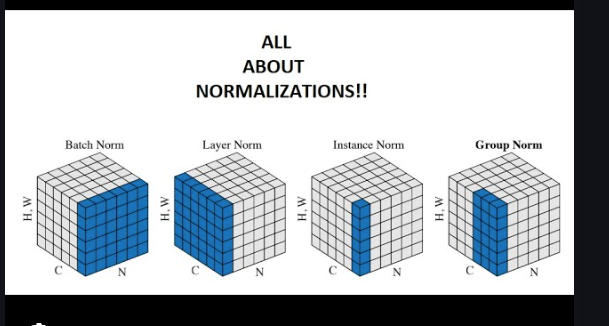 ALL
ABOUT
NORMALIZATIONS!!
Batch Norm
Layer Norm
Instance Norm
Group Norm
H, W
C
N
H, W
C
N
H, W
C
N
H, W
C
N